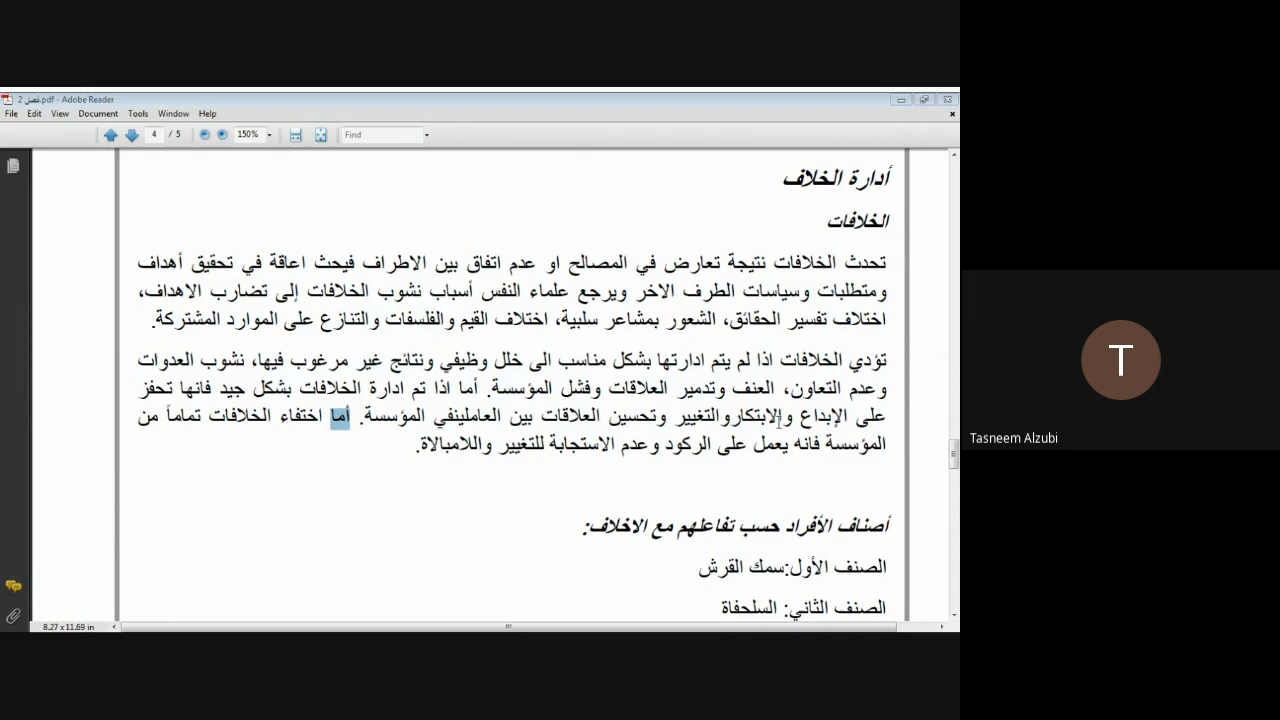 فصل 2.pdf - Adobe Reader
File Edit View Document Tools Window Help
4 / 5 150% Find
أدارة الخلاف
الخلافات
تحدث الخلافات نتيجة تعارض في المصالح او عدم اتفاق بين الاطراف فيحث اعاقة في تحقيق أهداف
ومتطلبات وسياسات الطرف الاخر ويرجع علماء النفس أسباب نشوب الخلافات إلى تضارب الاهداف،
اختلاف تفسير الحقائق، الشعور بمشاعر سلبية، اختلاف القيم والفلسفات والتنازع على الموارد المشتركة.
تؤدي الخلافات اذا لم يتم ادارتها بشكل مناسب الى خلل وظيفي ونتائج غير مرغوب فيها، نشوب العدوات
وعدم التعاون، العنف وتدمير العلاقات وفشل المؤسسة. أما اذا تم ادارة الخلافات بشكل جيد فانها تحفز
على الإبداع والابتكاروالتغيير وتحسين العلاقات بين العاملينفي المؤسسة. أما اختفاء الخلافات تماماً من
المؤسسة فانه يعمل على الركود وعدم الاستجابة للتغيير واللامبالاة.
أصناف الأفراد حسب تفاعلهم مع الاخلاف:
الصنف الأول:سمك القرش
الصنف الثاني: السلحفاة
8.27 x 11.69 in
T
Tasneem Alzubi